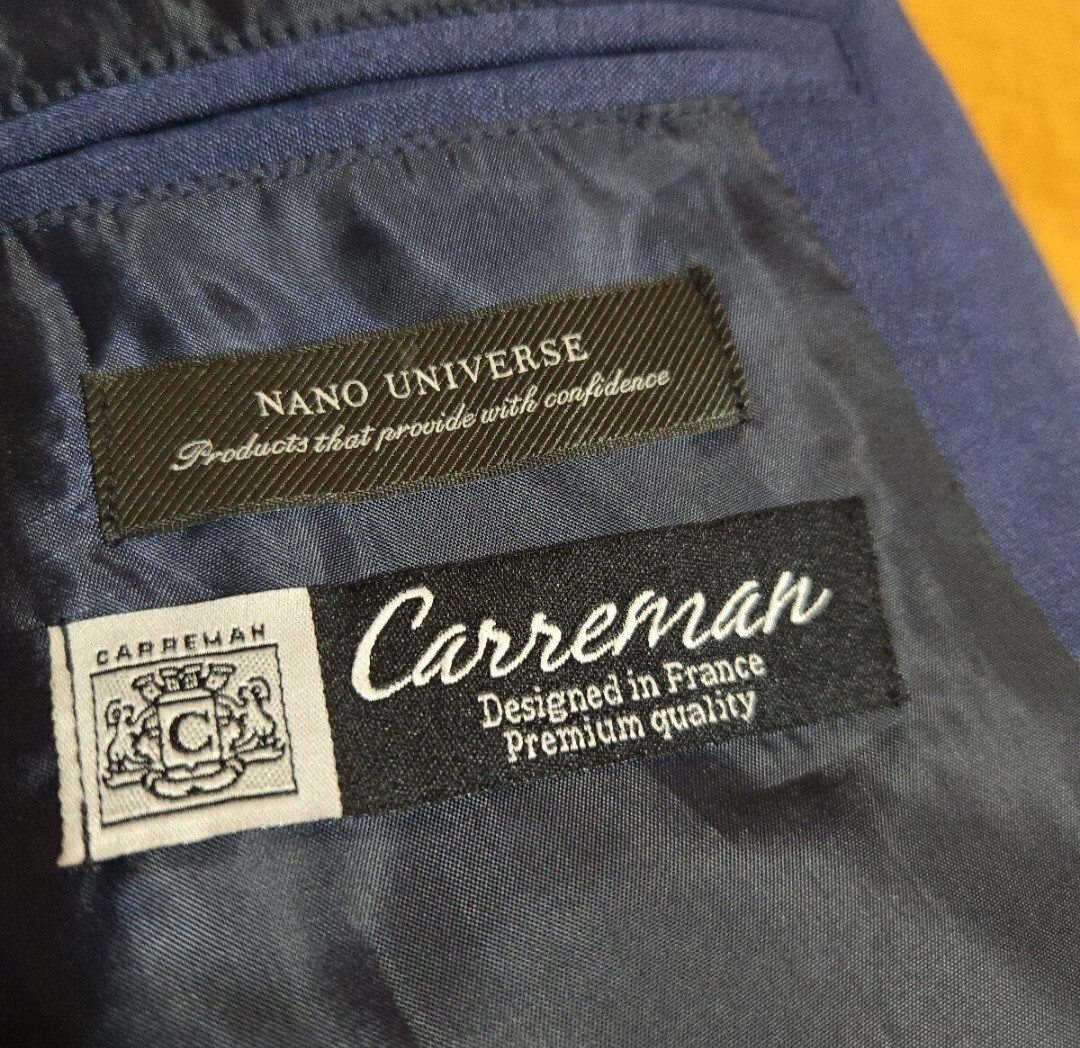 NANO UNIVERSE
Products that provide with confidence
CARREMAN
C
Carreman
Designed in France
Premium quality